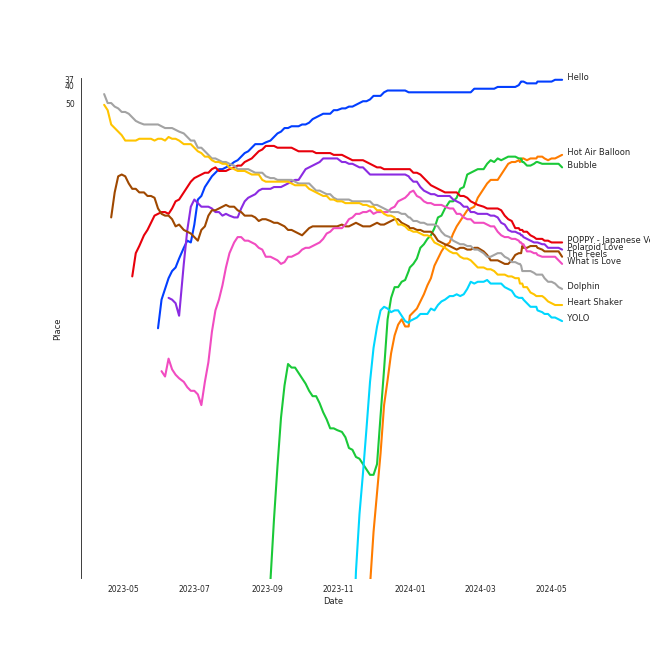 37
40
50
Hello
Hot Air Balloon
Bubble
POPPY - Japanese Ve
Polaroid Love
The Feels
What is Love
Dolphin
Heart Shaker
YOLO
Place
2023-05
2023-07
2023-09
2023-11
2024-01
2024-03
2024-05
Date